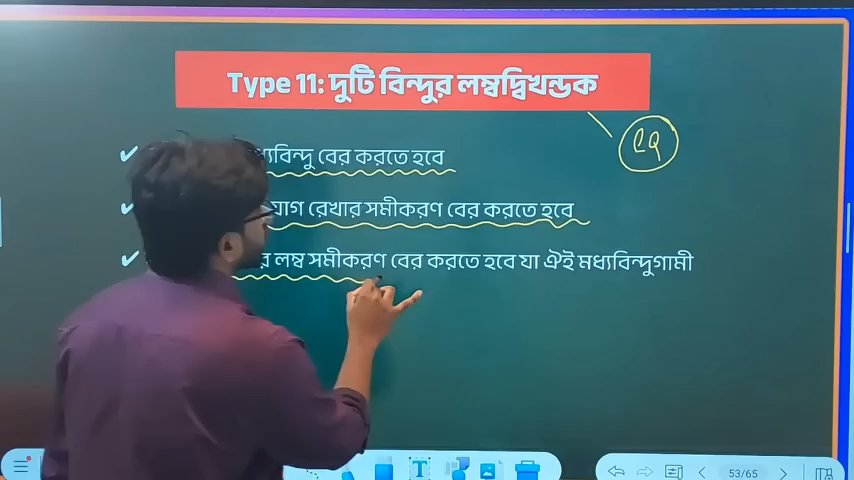 Type 11: দুটি বিন্দুর লম্বদ্বিখন্ডক
বের করতে হবে
রেখার সমীকরণ বের করতে হবে
লম্ব সমীকরণ বের করতে হবে যা ঐই মধ্যবিন্দুগামী
T
53/65